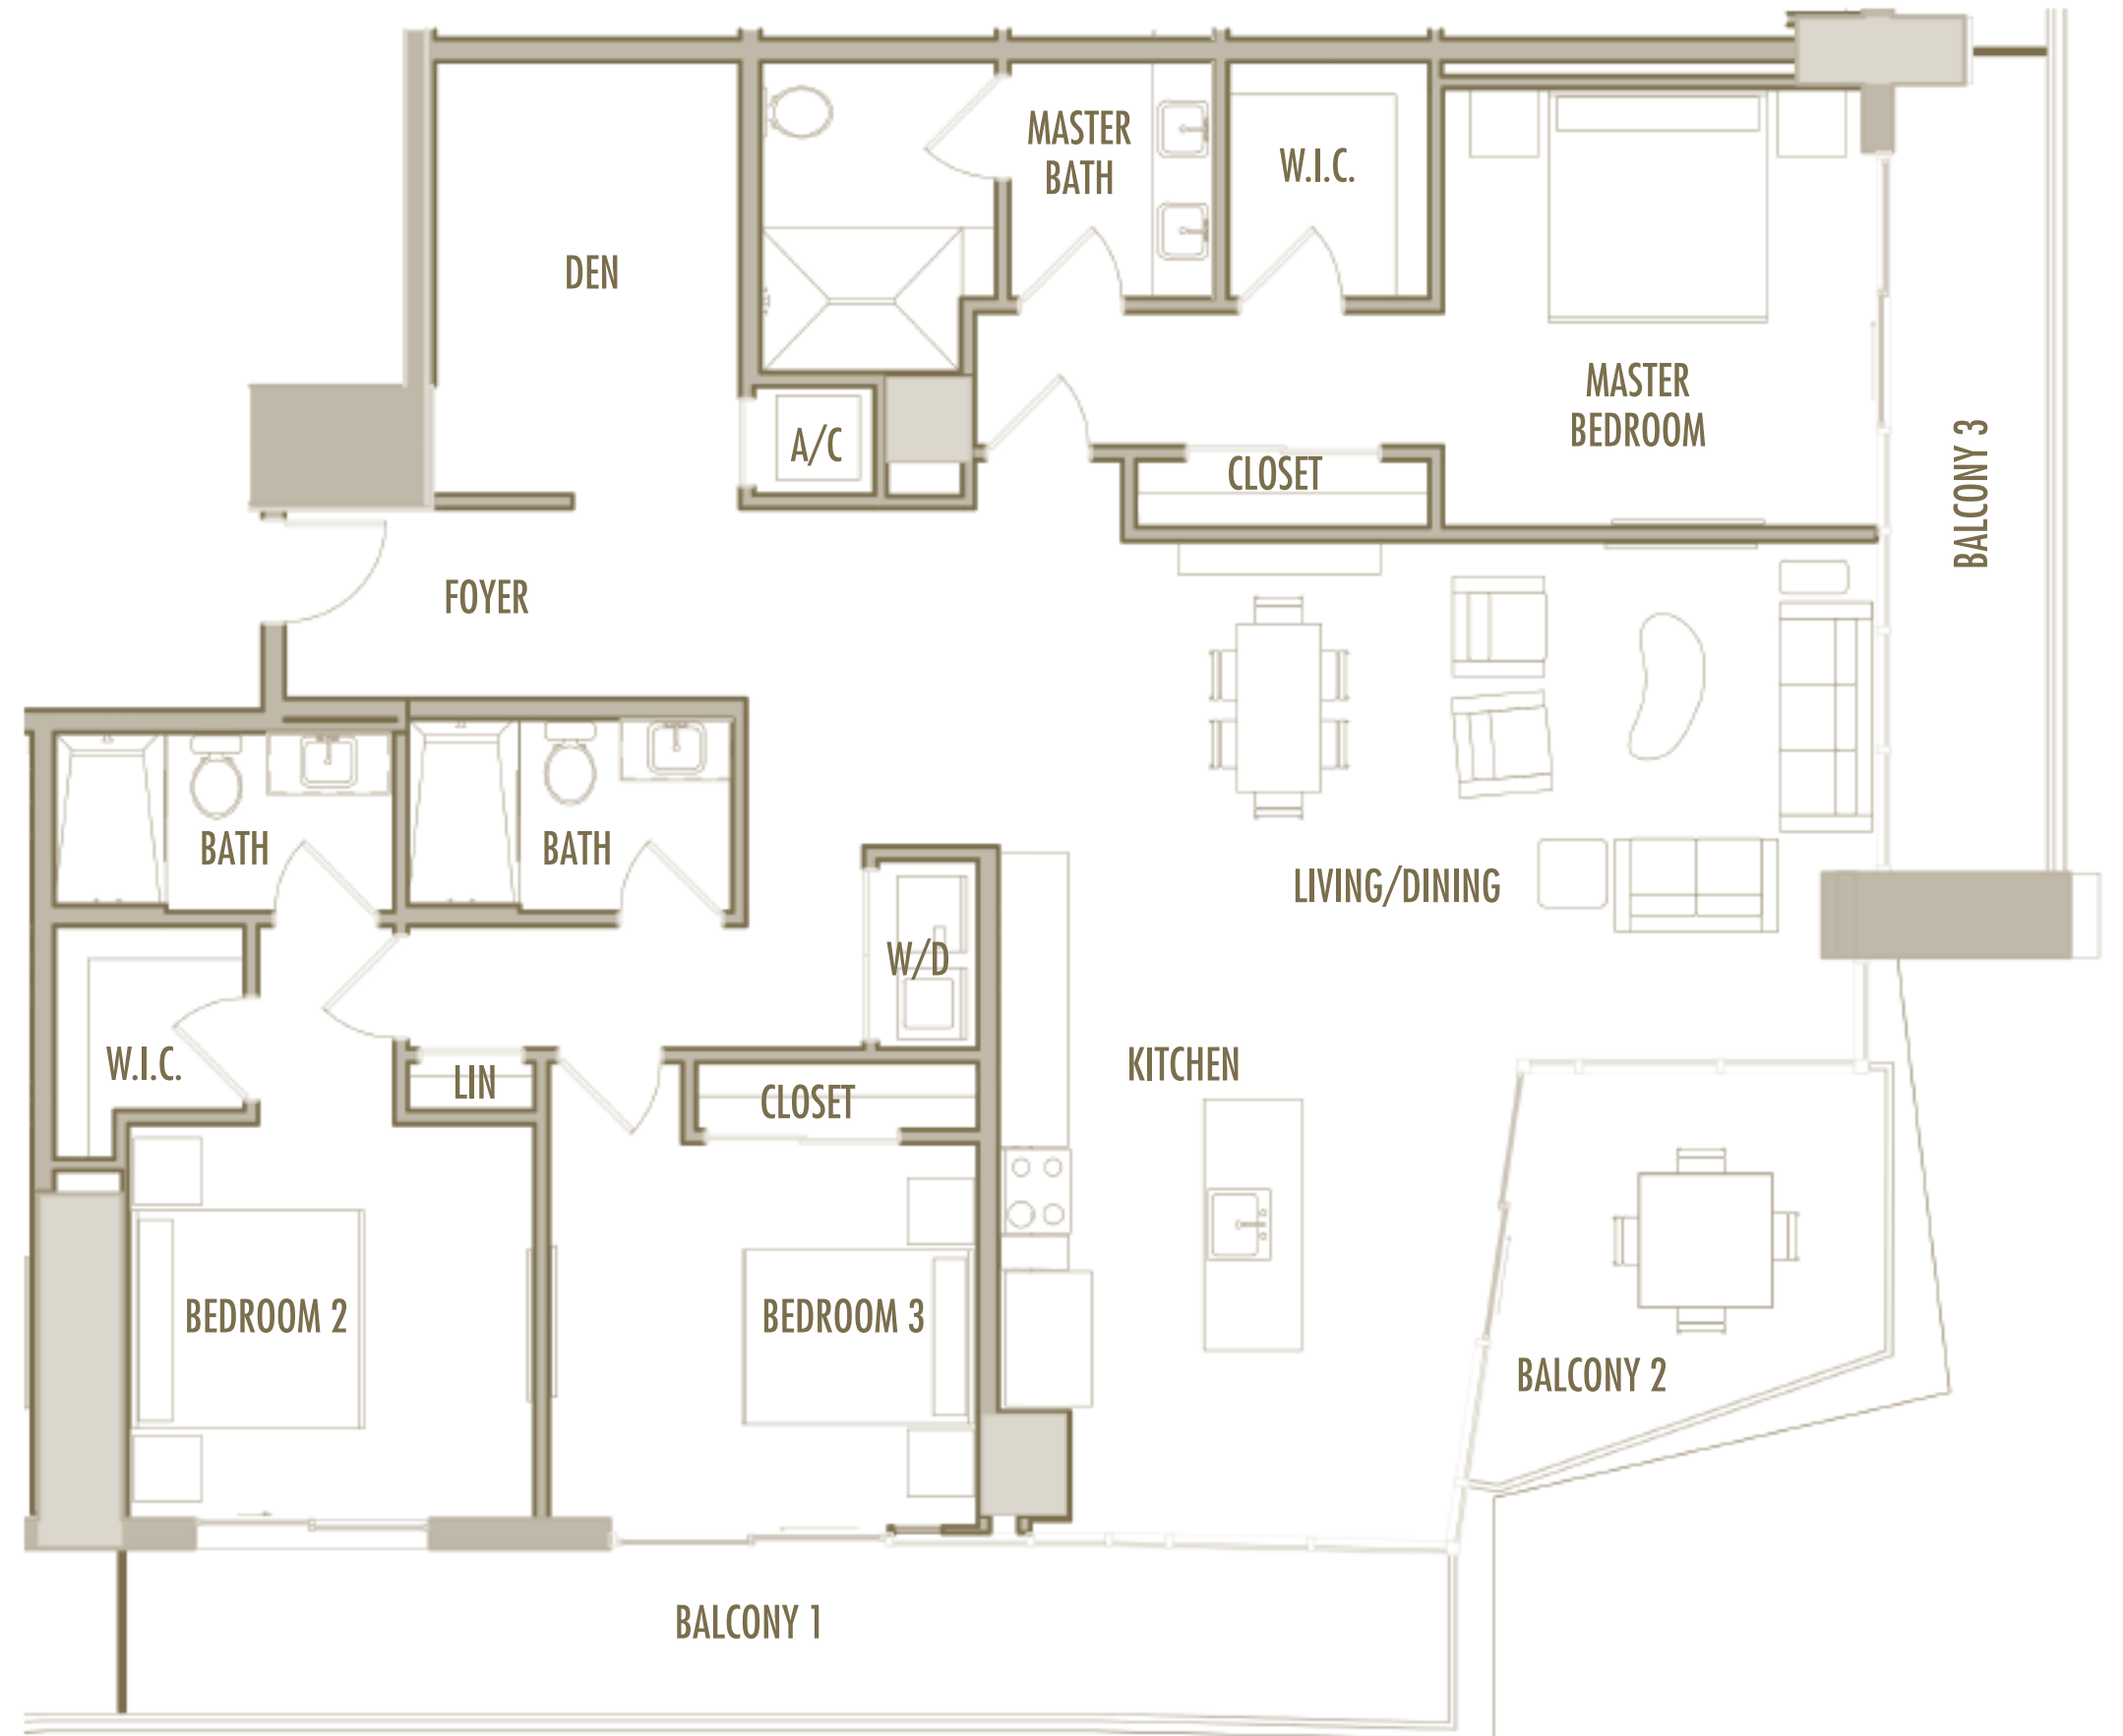 MASTER
BATH
W.I.C.
DEN
MASTER
BEDROOM
A/C
CLOSET
BALCONY 3
FOYER
BATH
BATH
LIVING/DINING
W/D
W.I.C.
LIN
KITCHEN
CLOSET
BEDROOM 2
BEDROOM 3
BALCONY 2
BALCONY 1